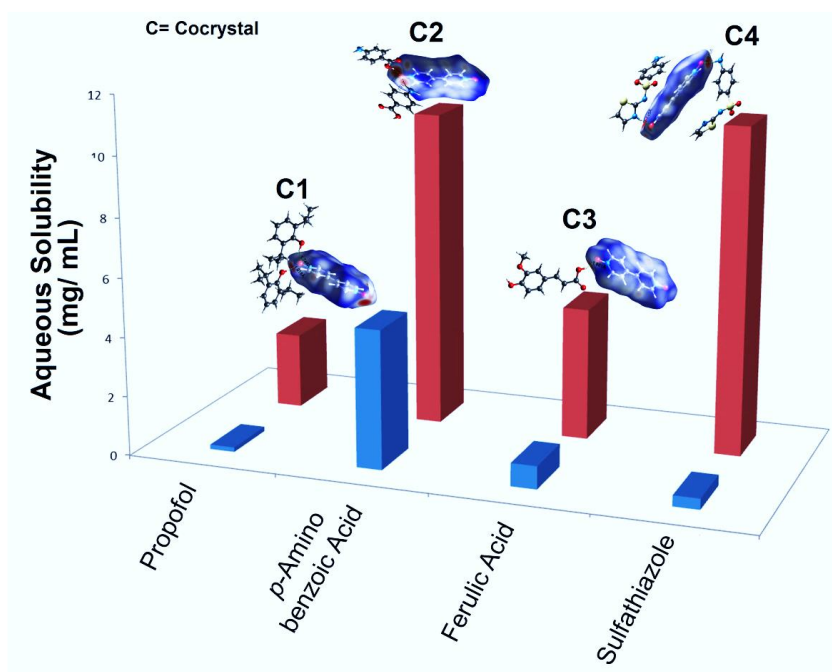 C= Cocrystal
C2
C4
C1
C3
Aqueous Solubility
(mg/ mL)
12
10
8
6
4
2
0
Propofol
p-Amino
benzoic Acid
Ferulic Acid
Sulfathiazole